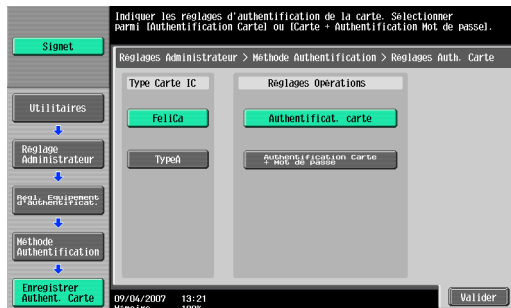 Indiquer les réglages d'authentification de la carte. Sélectionner
parmi [Authentification Carte] ou [Carte + Authentification Mot de passe].
Signet
Réglages Administrateur > Méthode Authentification > Réglages Auth. Carte
Type Carte IC
Réglages Opérations
Utilitaires
FeliCa
Authentificat. carte
Réglage
Administrateur
TypeA
Authentification Carte
+ Mot de passe
Régl. Equipement
d'authentificat.
Méthode
Authentification
Enregistrer
Authent. Carte
09/04/2007 13:21
Mémoire 100%
Valider